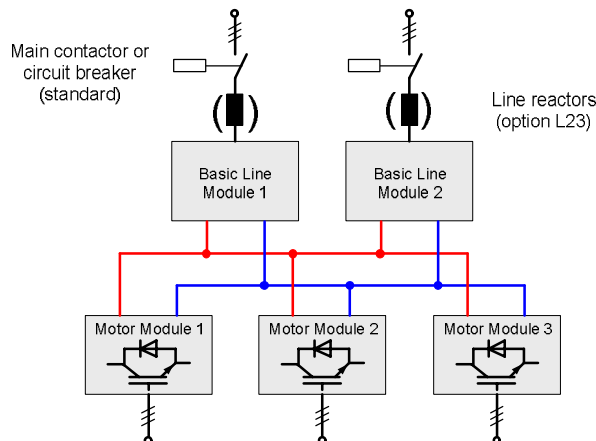 Main contactor or
circuit breaker
(standard)
Line reactors
(option L23)
Basic Line
Module 1
Basic Line
Module 2
Motor Module 1
Motor Module 2
Motor Module 3